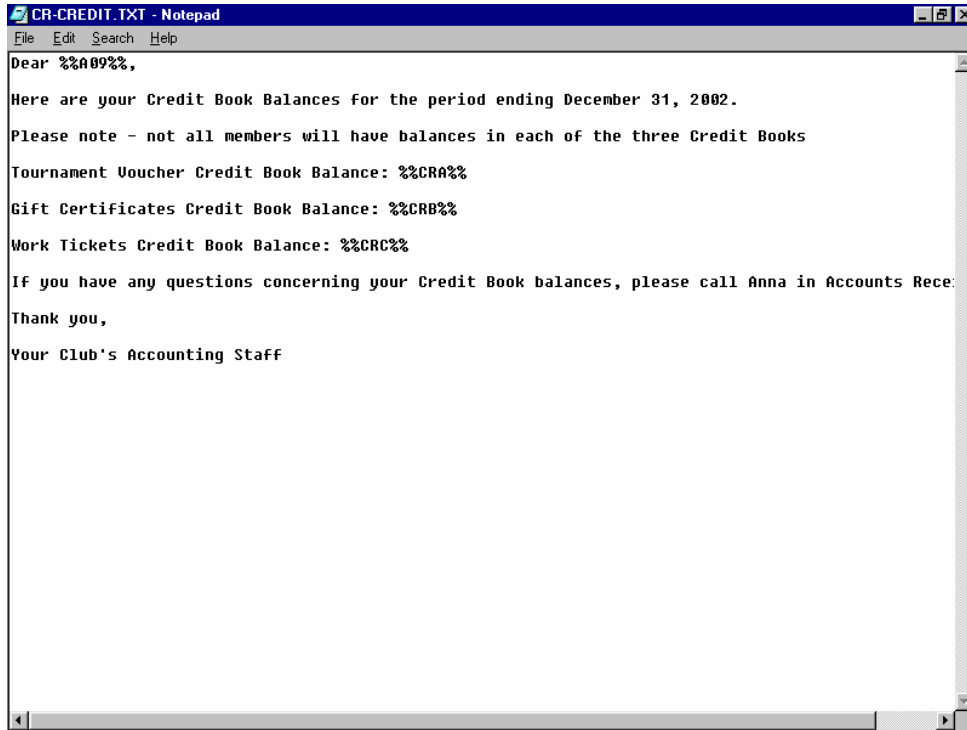 CR-CREDIT.TXT - Notepad
File Edit Search Help
Dear %%A09%%,
Here are your Credit Book Balances for the period ending December 31, 2002.
Please note - not all members will have balances in each of the three Credit Books
Tournament Voucher Credit Book Balance: %%CRA%%
Gift Certificates Credit Book Balance: %%CRB%%
Work Tickets Credit Book Balance: %%CRC%%
If you have any questions concerning your Credit Book balances, please call Anna in Accounts Rece
Thank you,
Your Club's Accounting Staff